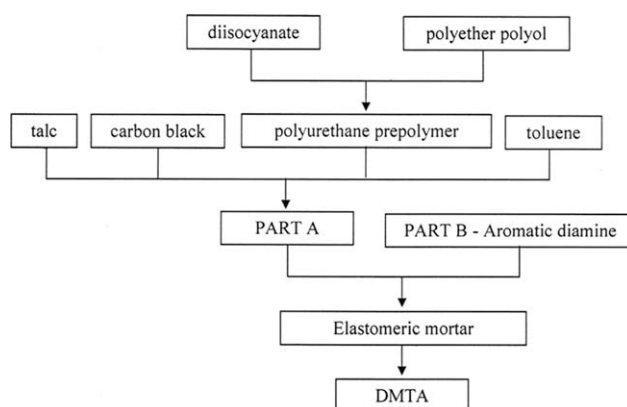 diisocyanate
polyether polyol
talc
carbon black
polyurethane prepolymer
toluene
PART A
PART B - Aromatic diamine
Elastomeric mortar
DMTA